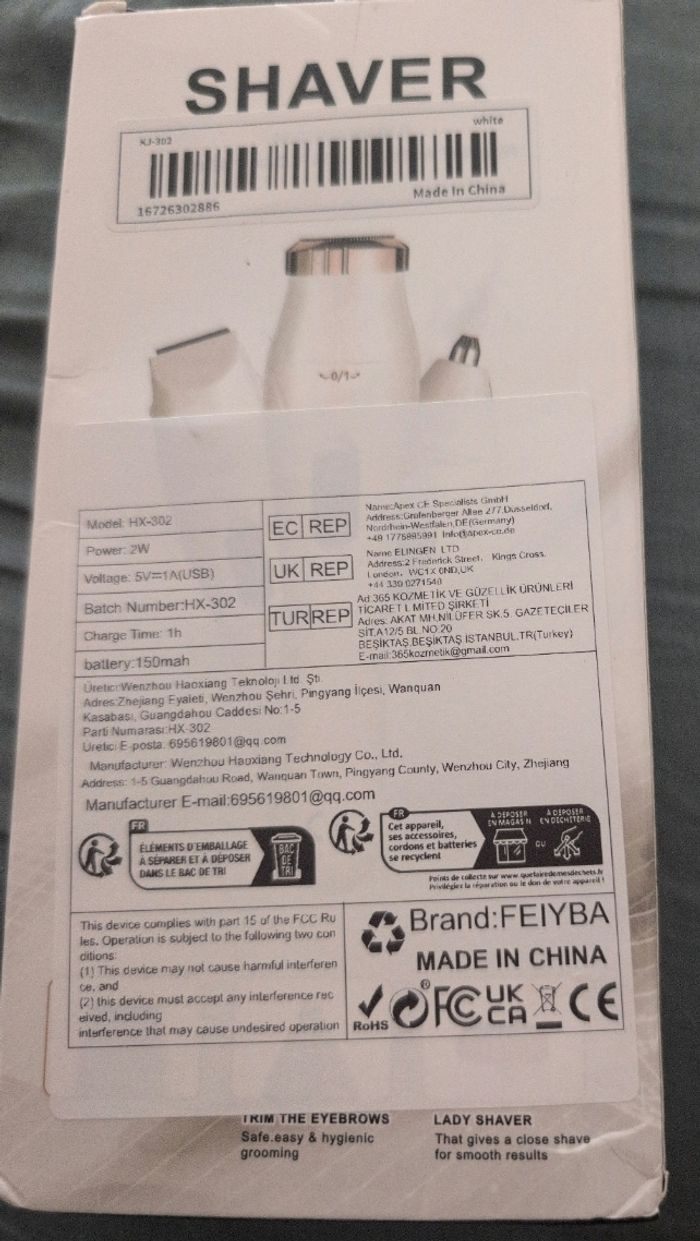 SHAVER
KJ-302
white
16726302886
Made In China
0/1
Model: HX-302
Power: 2W
Voltage: 5V⎓1A(USB)
Batch Number:HX-302
Charge Time: 1h
battery:150mah
EC REP
Name:Apex CE Specialists GmbH
Address:Grafenberger Allee 277,Dusseldnd,
Nordrhein-Westfalen,DE(Germany)
+49 1775895991 Info@apex-ce.de
UK REP
Name ELINGEN LTD
Address:2 Frederick Street, Kings Cross,
London, WC1X 0ND,UK
+44 330 0271540
TUR REP
Ad 365 KOZMETİK VE GÜZELLİK ÜRÜNLERİ
TİCARET L MİTED ŞİRKETİ
Adres: AKAT MH,NİLÜFER SK.5. GAZETECİLER
SİT.A12/5 BL NO:20
BEŞİKTAŞ,BEŞİKTAŞ İSTANBUL,TR(Turkey)
E-mail:365kozmetik@gmail.com
Üretici:Wenzhou Haoxiang Teknoloji Ltd. Şti.
Adres:Zhejiang Eyaleti, Wenzhou Şehri, Pingyang İlçesi, Wanquan
Kasabası, Guangdahou Caddesi No:1-5
Parti Numarası:HX-302
Üretici E-posta: 695619801@qq.com
Manufacturer: Wenzhou Haoxiang Technology Co., Ltd.
Address: 1-5 Guangdahou Road, Wanquan Town, Pingyang County, Wenzhou City, Zhejiang
Manufacturer E-mail:695619801@qq.com
FR
ÉLÉMENTS D'EMBALLAGE
À SÉPARER ET À DÉPOSER
DANS LE BAC DE TRI
BAC
DE
TRI
FR
Cet appareil,
ses accessoires,
cordons et batteries
se recyclent
À DÉPOSER
EN MAGASIN
OU
À DÉPOSER
EN DÉCHÈTERIE
Points de collecte sur www.quefairedemesdechets.fr
Privilégiez la réparation ou le don de votre appareil !
This device complies with part 15 of the FCC Ru
les. Operation is subject to the following two con
ditions:
(1) This device may not cause harmful interferen
ce, and
(2) this device must accept any interference rec
eived, including
interference that may cause undesired operation
Brand:FEIYBA
MADE IN CHINA
RoHS
®
FC
UK
CA
CE
TRIM THE EYEBROWS
Safe.easy & hygienic
grooming
LADY SHAVER
That gives a close shave
for smooth results